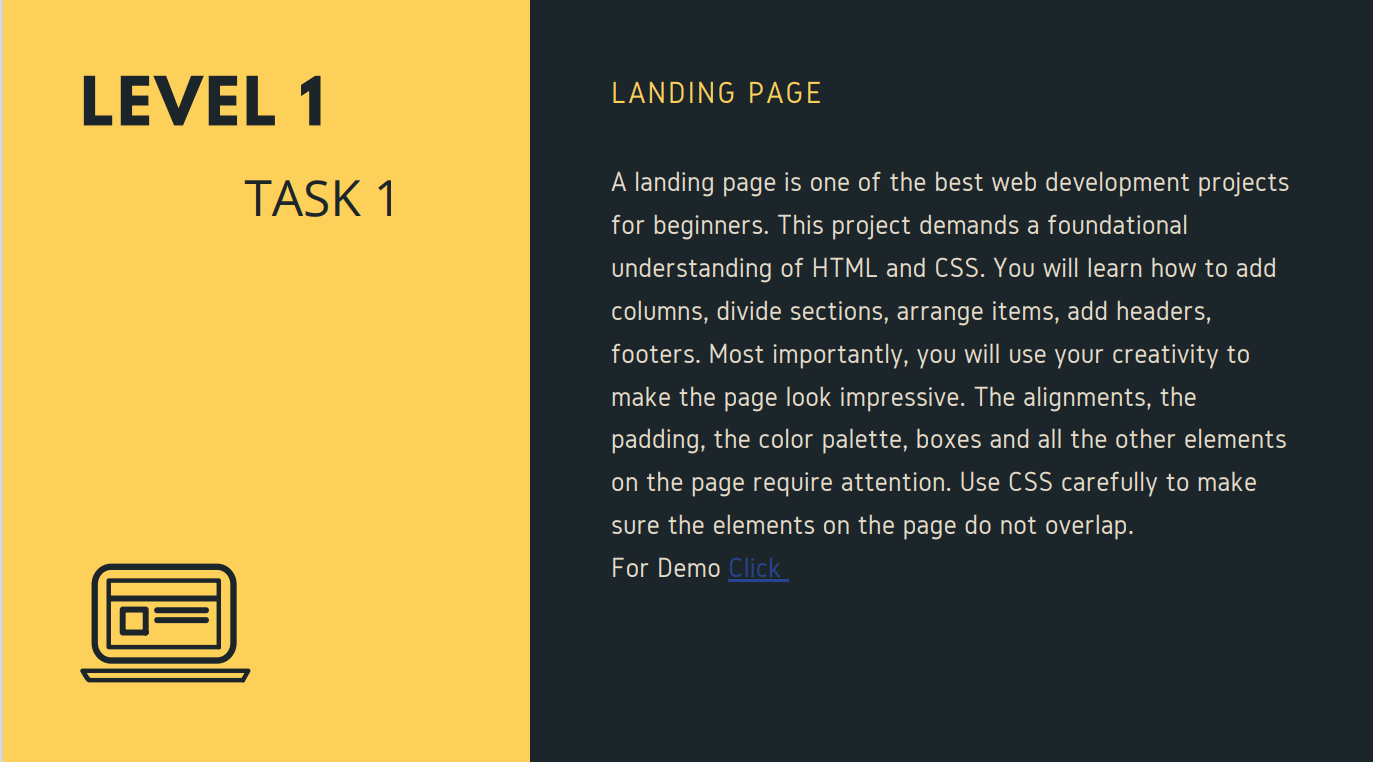 LEVEL 1
TASK 1
LANDING PAGE
A landing page is one of the best web development projects
for beginners. This project demands a foundational
understanding of HTML and CSS. You will learn how to add
columns, divide sections, arrange items, add headers,
footers. Most importantly, you will use your creativity to
make the page look impressive. The alignments, the
padding, the color palette, boxes and all the other elements
on the page require attention. Use CSS carefully to make
sure the elements on the page do not overlap.
For Demo Click